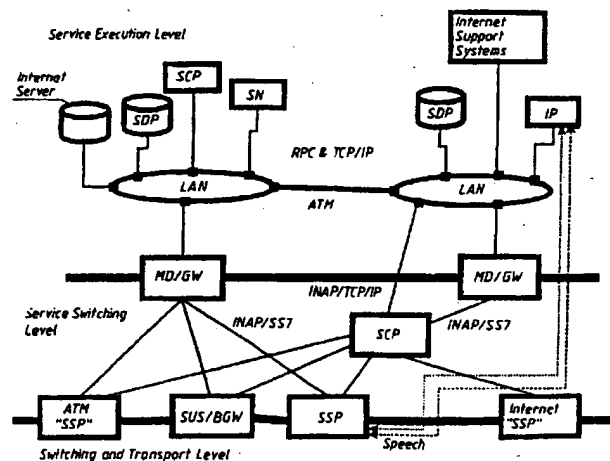 Service Execution Level
Internet
Support
Systems
Internet
Server
SCP
SN
SDP
SDP
IP
RPC & TCP/IP
LAN
LAN
ATM
MD/GW
MD/GW
INAP/TCP/IP
Service Switching
Level
INAP/SS7
INAP/SS7
SCP
ATM
"SSP"
SUS/BGW
SSP
Internet
"SSP"
Speech
Switching and Transport Level